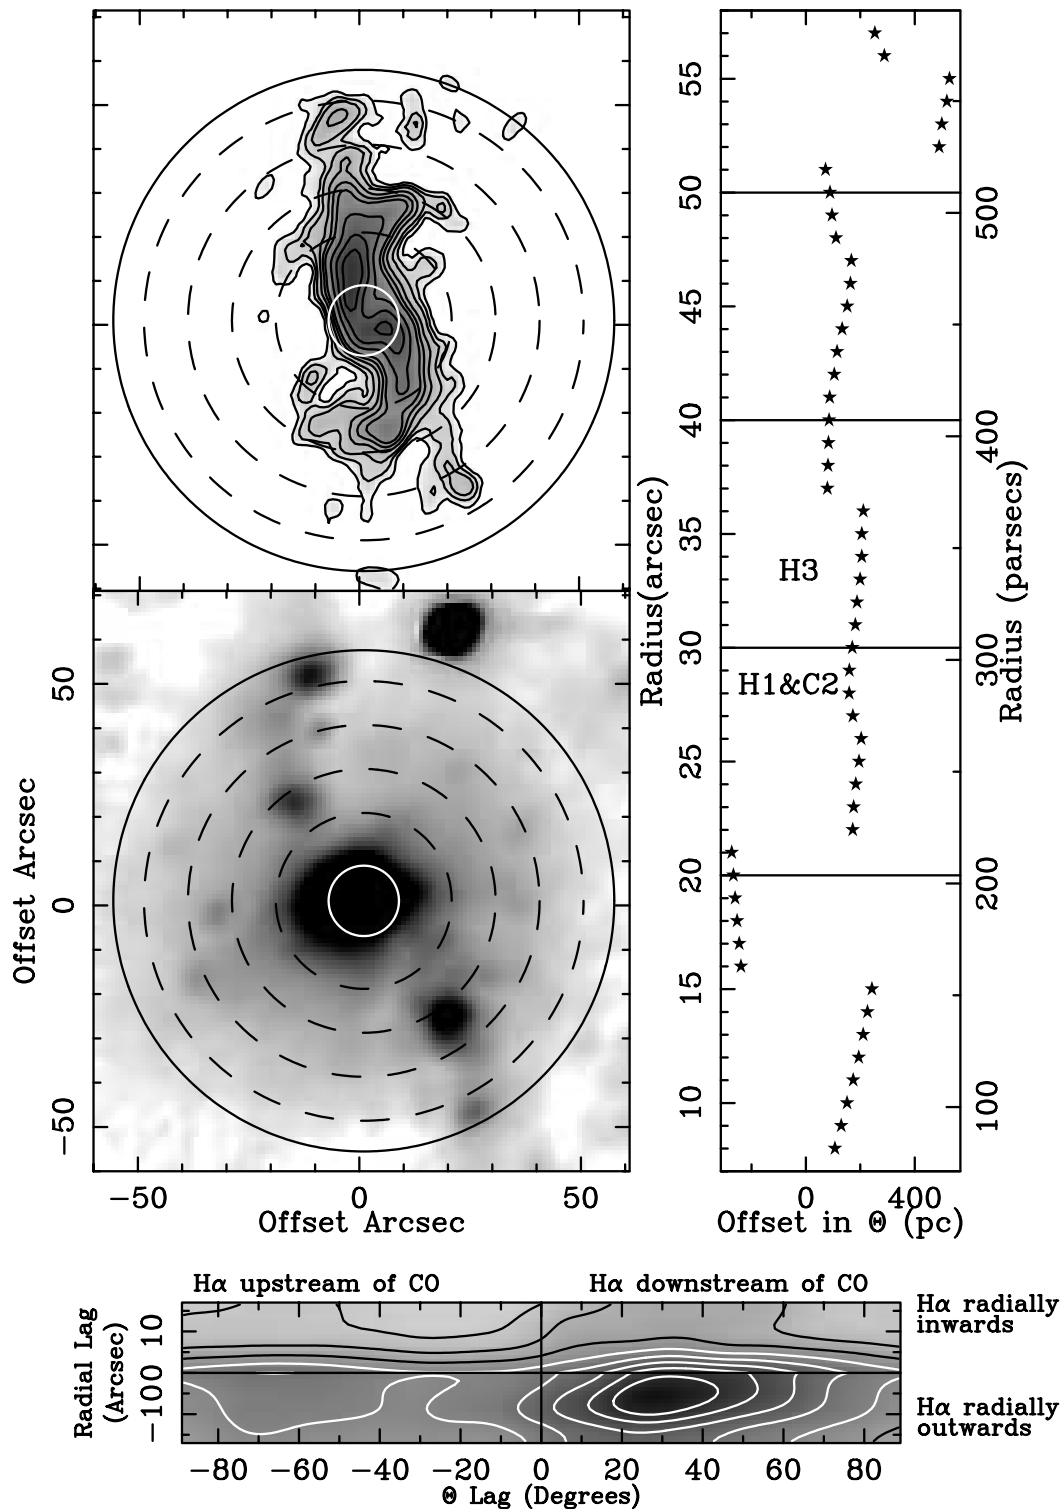 55
50
45
40
35
30
25
20
15
10
Radius(arcsec)
500
400
300
200
100
Radius (parsecs)
H3
H1&C2
0
400
Offset in Θ (pc)
50
0
−50
Offset Arcsec
−50
0
50
Offset Arcsec
Hα upstream of CO
Hα downstream of CO
Hα radially
inwards
Hα radially
outwards
10
−100
Radial Lag
(Arcsec)
−80 −60 −40 −20 0 20 40 60 80
Θ Lag (Degrees)